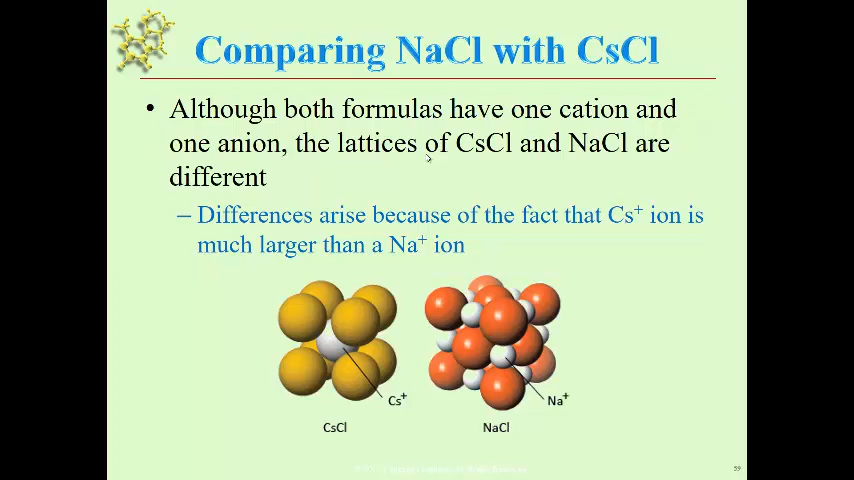 Comparing NaCl with CsCl
• Although both formulas have one cation and
one anion, the lattices of CsCl and NaCl are
different
– Differences arise because of the fact that Cs⁺ ion is
much larger than a Na⁺ ion
Cs⁺
Na⁺
CsCl
NaCl
59